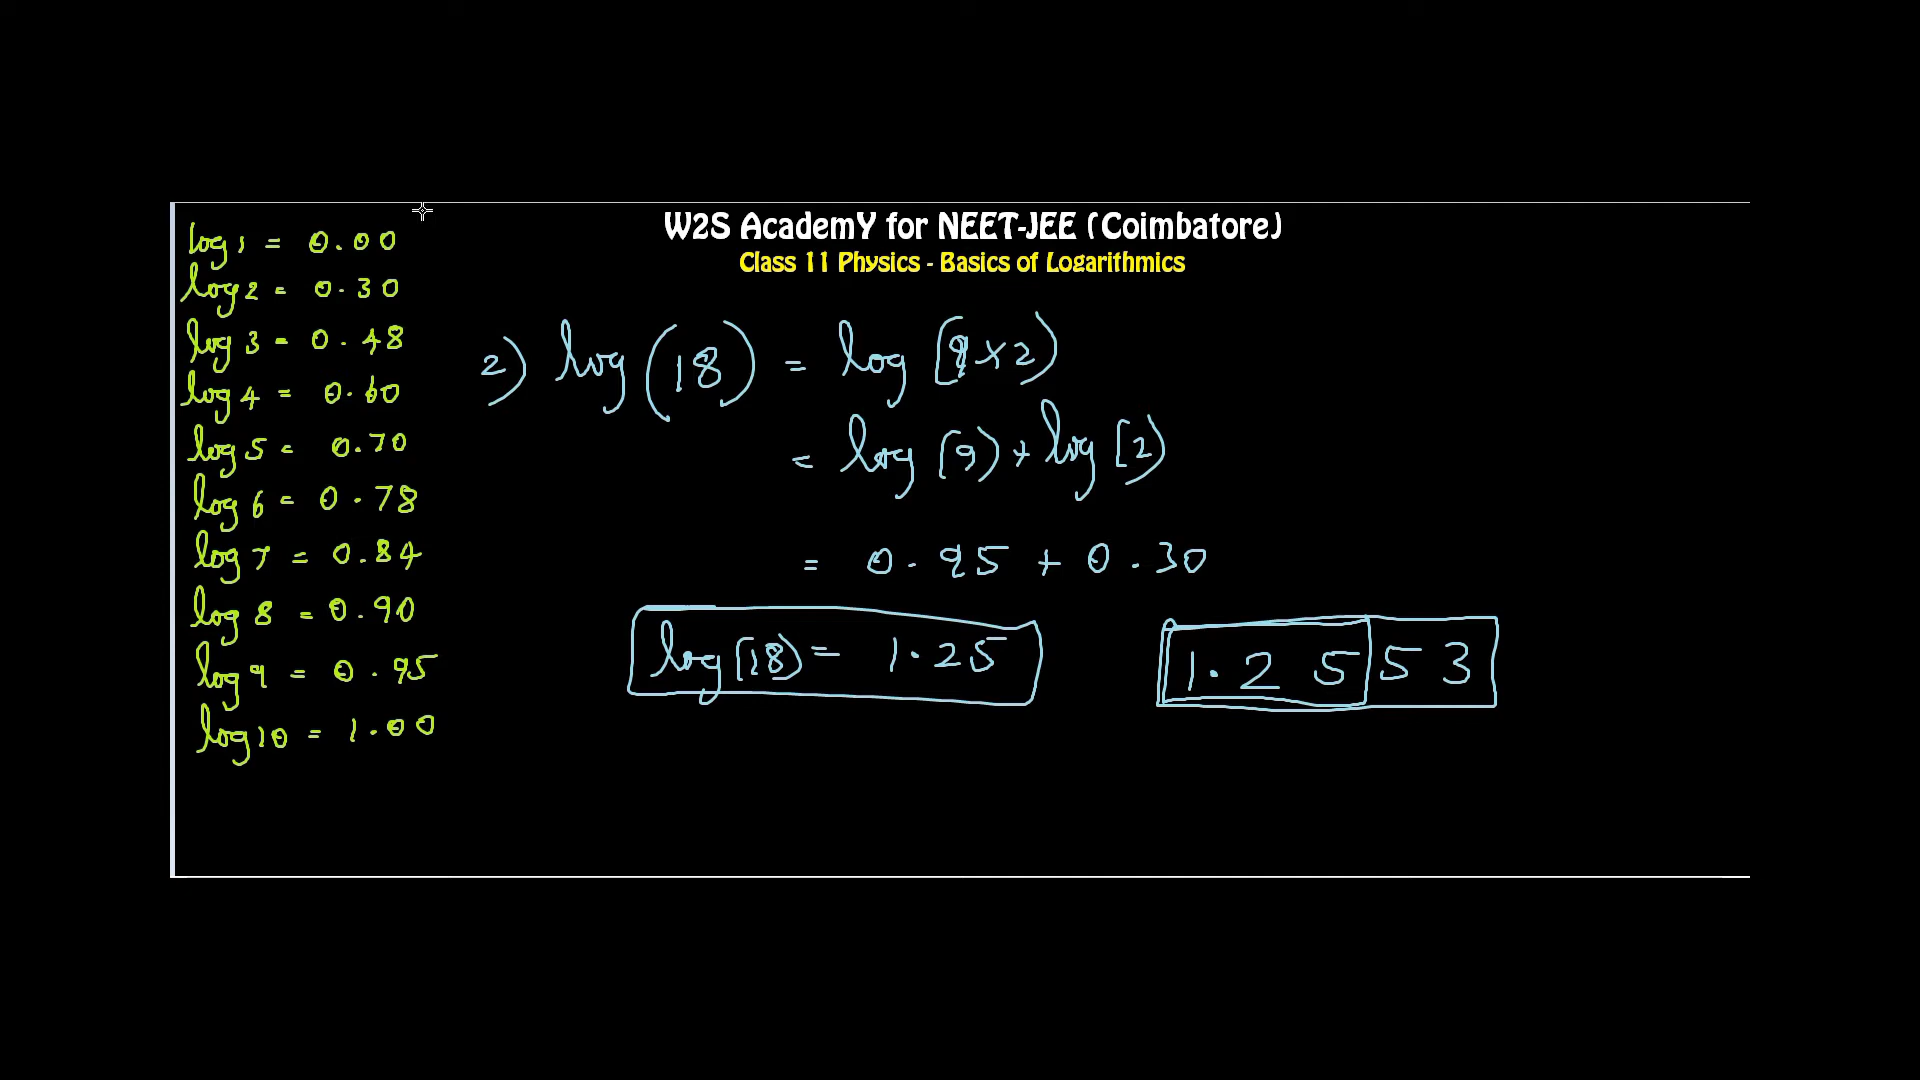 W2S AcademY for NEET-JEE (Coimbatore)
Class 11 Physics - Basics of Logarithmics
log 1 = 0.00
log 2 = 0.30
log 3 = 0.48
log 4 = 0.60
log 5 = 0.70
log 6 = 0.78
log 7 = 0.84
log 8 = 0.90
log 9 = 0.95
log 10 = 1.00
2) log (18) = log [9 x 2)
= log [9) + log [2)
= 0.95 + 0.30
log [18) = 1.25
1.2553